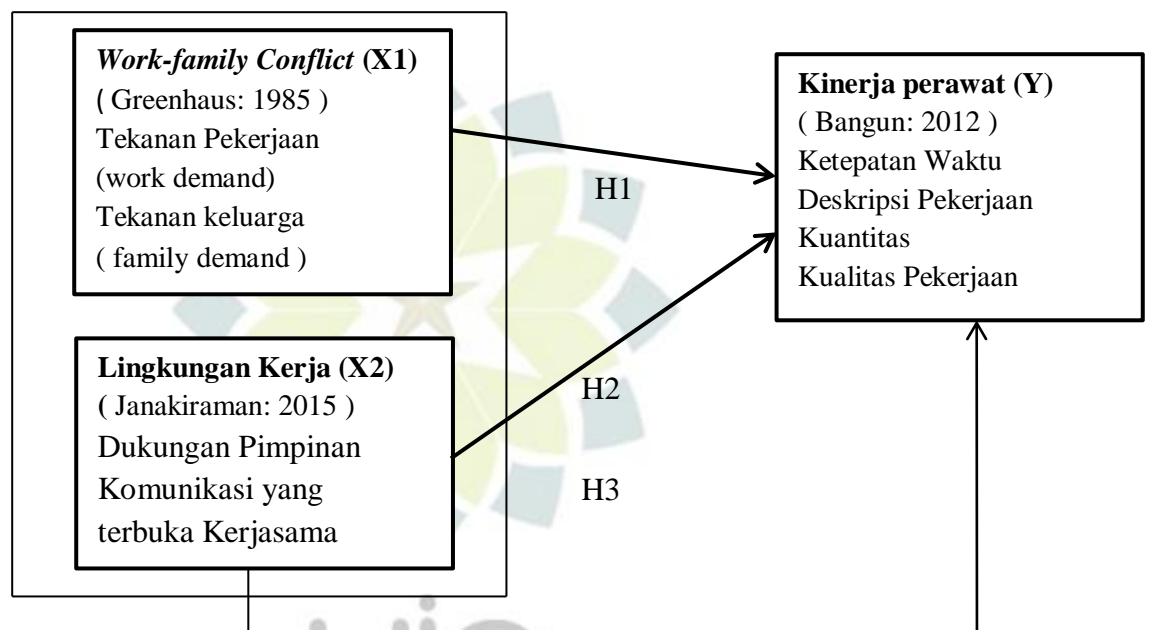 Work-family Conflict (X1)
( Greenhaus: 1985 )
Tekanan Pekerjaan
(work demand)
Tekanan keluarga
( family demand )
Kinerja perawat (Y)
( Bangun: 2012 )
Ketepatan Waktu
Deskripsi Pekerjaan
Kuantitas
Kualitas Pekerjaan
H1
Lingkungan Kerja (X2)
( Janakiraman: 2015 )
Dukungan Pimpinan
Komunikasi yang
terbuka Kerjasama
H2
H3